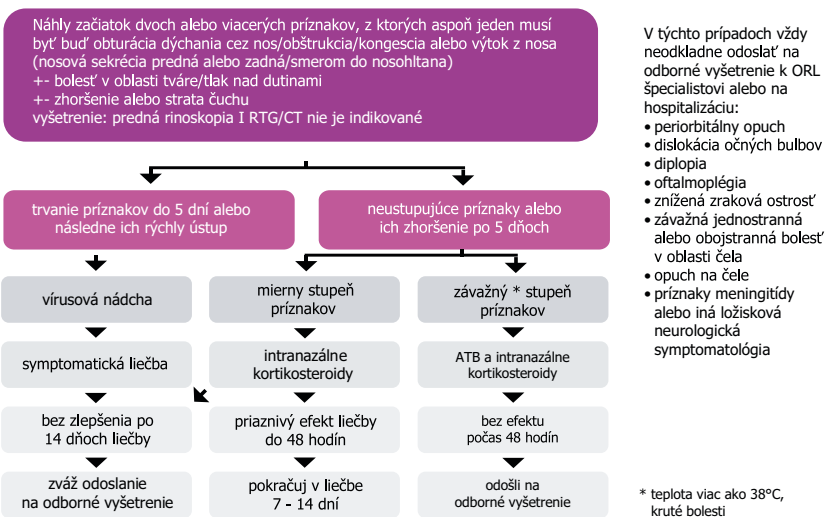 Náhly začiatok dvoch alebo viacerých príznakov, z ktorých aspoň jeden musí
byť buď obturácia dýchania cez nos/obštrukcia/kongescia alebo výtok z nosa
(nosová sekrécia predná alebo zadná/smerom do nosohltana)
+- bolesť v oblasti tváre/tlak nad dutinami
+- zhoršenie alebo strata čuchu
vyšetrenie: predná rinoskopia I RTG/CT nie je indikované
trvanie príznakov do 5 dní alebo
následne ich rýchly ústup
neustupujúce príznaky alebo
ich zhoršenie po 5 dňoch
vírusová nádcha
mierny stupeň
príznakov
závažný * stupeň
príznakov
symptomatická liečba
intranazálne
kortikosteroidy
ATB a intranazálne
kortikosteroidy
bez zlepšenia po
14 dňoch liečby
priaznivý efekt liečby
do 48 hodín
bez efektu
počas 48 hodín
zváž odoslanie
na odborné vyšetrenie
pokračuj v liečbe
7 - 14 dní
odošli na
odborné vyšetrenie
V týchto prípadoch vždy
neodkladne odoslať na
odborné vyšetrenie k ORL
špecialistovi alebo na
hospitalizáciu:
• periorbitálny opuch
• dislokácia očných bulbov
• diplopia
• oftalmoplégia
• znížená zraková ostrosť
• závažná jednostranná
alebo obojstranná bolesť
v oblasti čela
• opuch na čele
• príznaky meningitídy
alebo iná ložisková
neurologická
symptomatológia
* teplota viac ako 38°C,
kruté bolesti